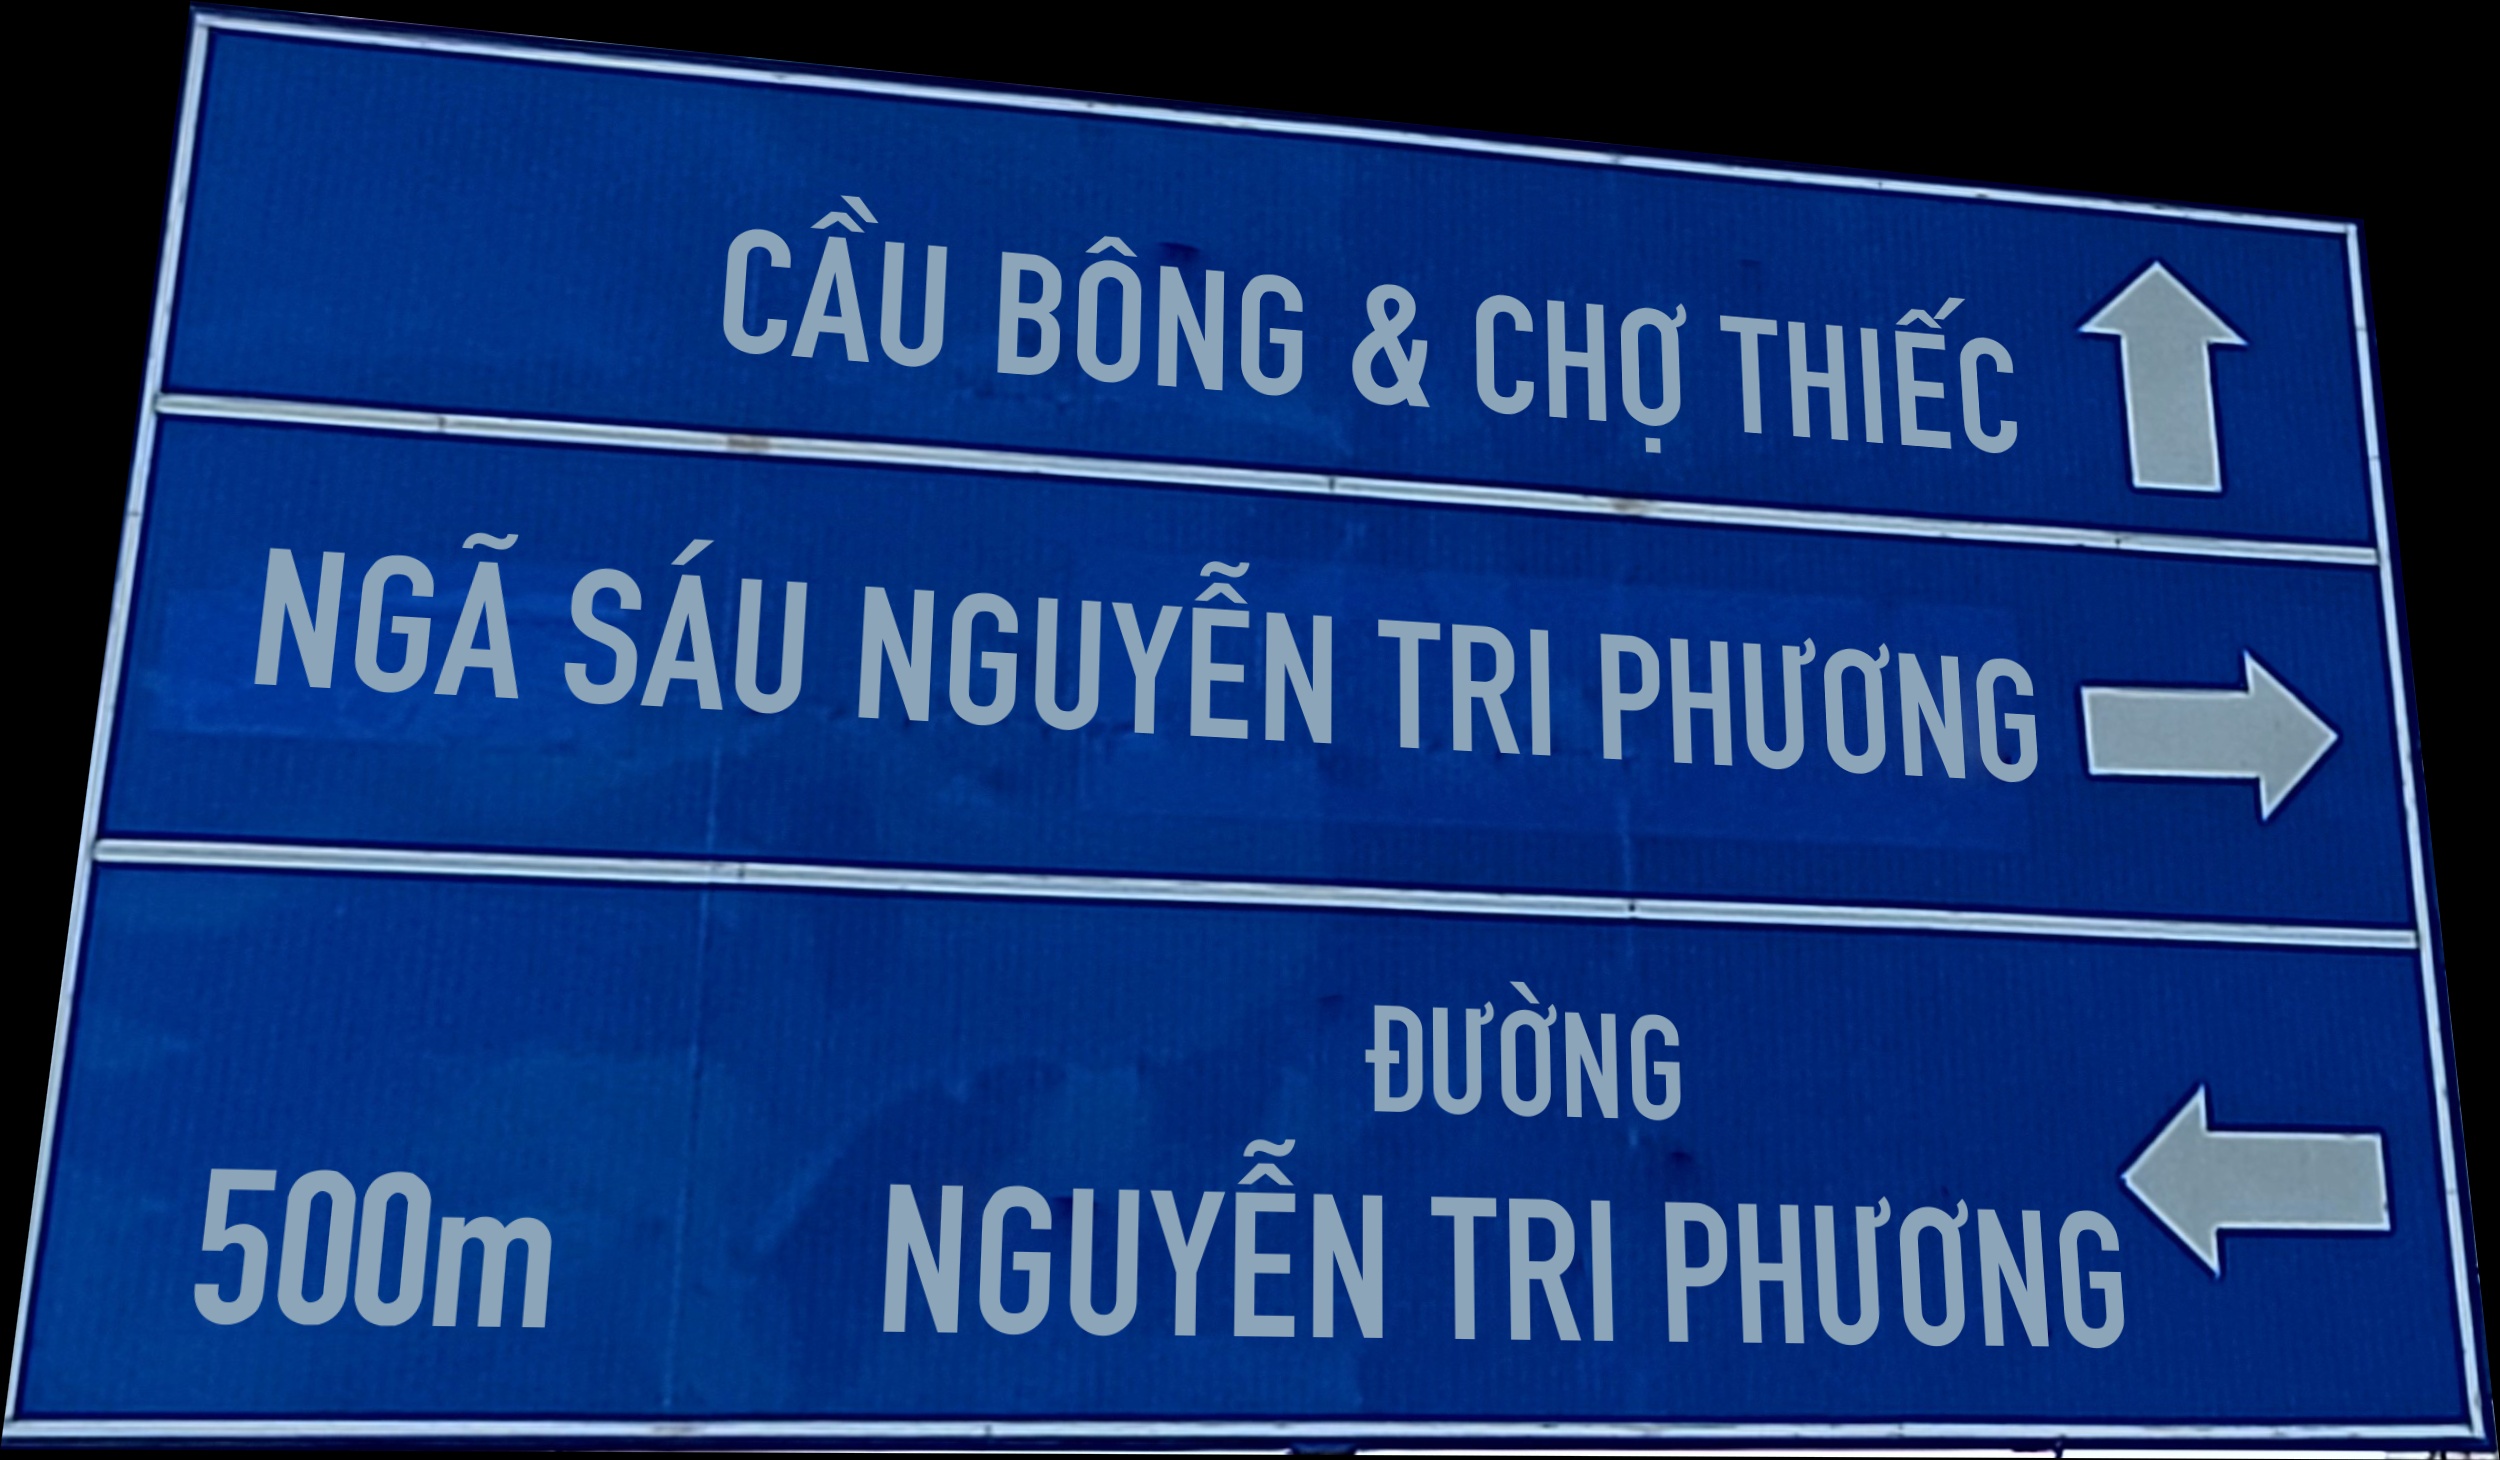 CẦU BÔNG & CHỢ THIẾC
NGÃ SÁU NGUYỄN TRI PHƯƠNG
ĐƯỜNG
500m NGUYỄN TRI PHƯƠNG